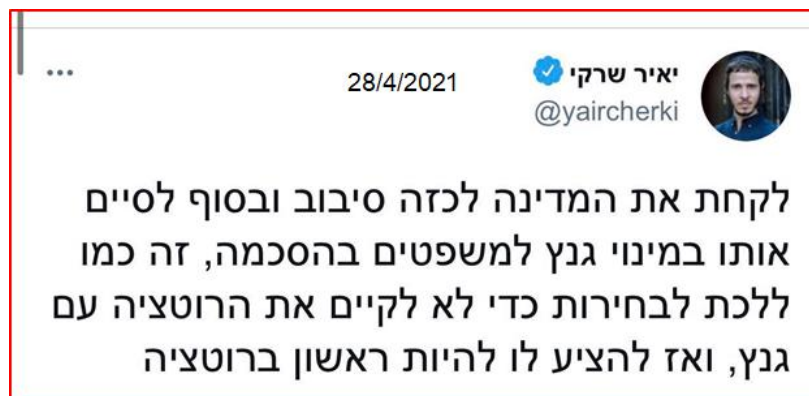 יאיר שרקי
28/4/2021
...
@yaircherki
לקחת את המדינה לכזה סיבוב ובסוף לסיים
אותו במינוי גנץ למשפטים בהסכמה, זה כמו
ללכת לבחירות כדי לא לקיים את הרוטציה עם
גנץ, ואז להציע לו להיות ראשון ברוטציה